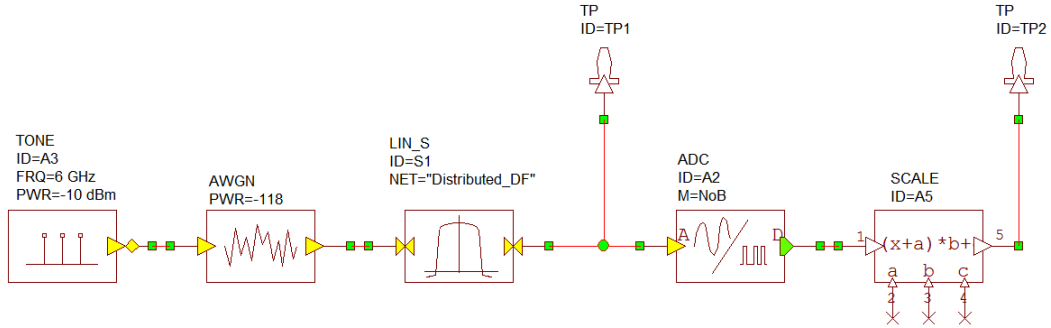 TP
ID=TP1
TP
ID=TP2
TONE
ID=A3
FRQ=6 GHz
PWR=-10 dBm
AWGN
PWR=-118
LIN_S
ID=S1
NET="Distributed_DF"
ADC
ID=A2
M=NoB
A D
SCALE
ID=A5
1 (x+a)*b+ 5
a b c
2 3 4